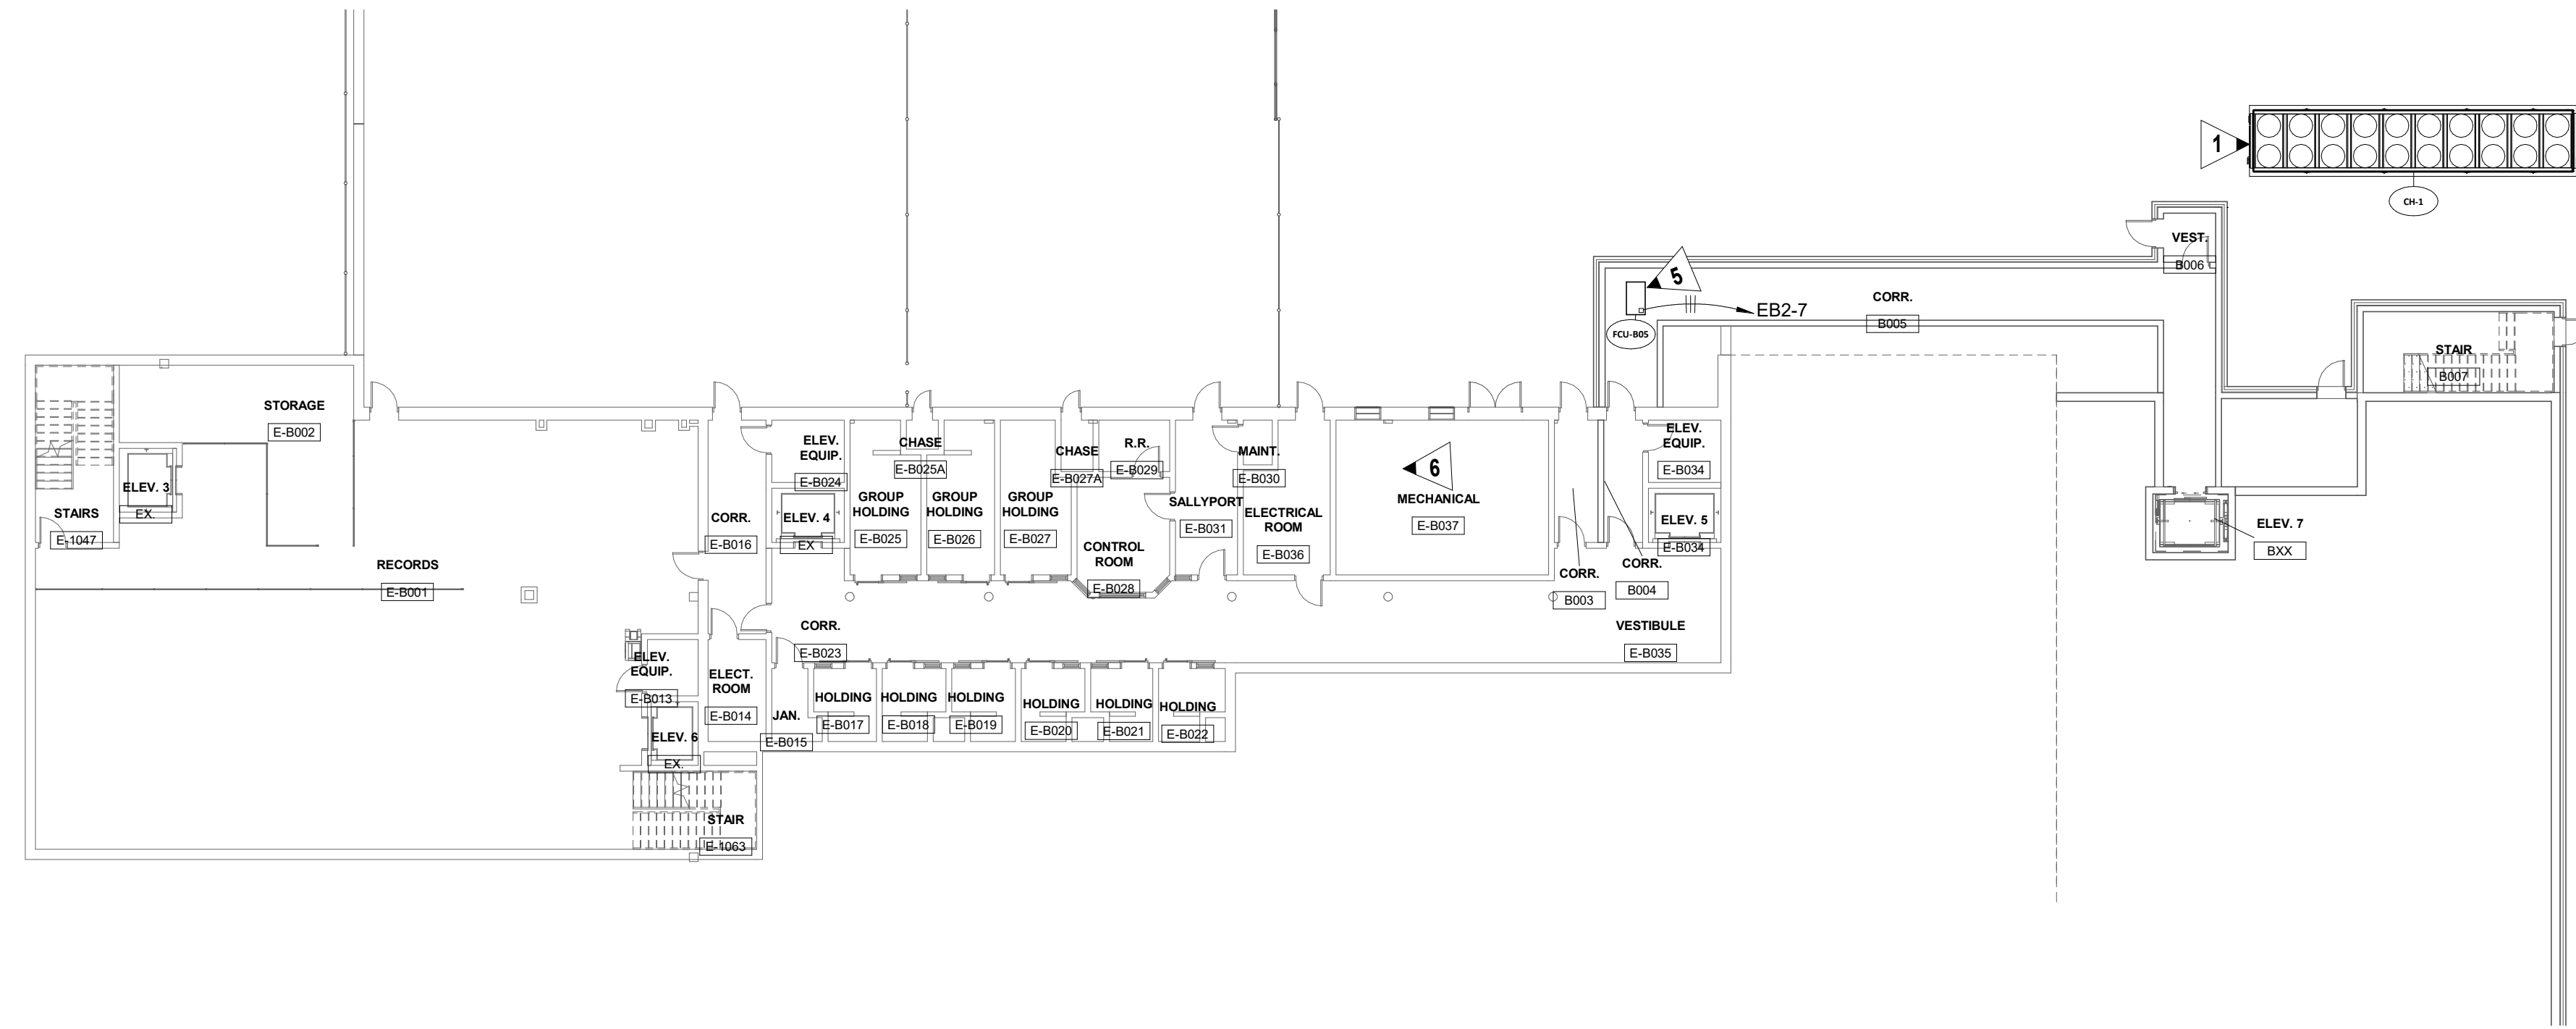 1
CH-1
VEST.
B006
5
EB2-7
FCU-B05
CORR.
B005
STAIR
B007
STORAGE
E-B002
ELEV. 3
EX.
STAIRS
E-1047
RECORDS
E-B001
CORR.
E-B016
ELEV.
EQUIP.
E-B024
ELEV. 4
EX
CHASE
E-B025A
GROUP
HOLDING
E-B025
GROUP
HOLDING
E-B026
GROUP
HOLDING
E-B027
CHASE
E-B027A
R.R.
E-B029
CONTROL
ROOM
E-B028
SALLYPORT
E-B031
MAINT.
E-B030
ELECTRICAL
ROOM
E-B036
6
MECHANICAL
E-B037
CORR.
B003
CORR.
B004
ELEV.
EQUIP.
E-B034
ELEV. 5
E-B034
VESTIBULE
E-B035
ELEV. 7
BXX
CORR.
E-B023
ELEV.
EQUIP.
E-B013
ELEV. 6
EX.
ELECT.
ROOM
E-B014
JAN.
E-B015
HOLDING
E-B017
HOLDING
E-B018
HOLDING
E-B019
HOLDING
E-B020
HOLDING
E-B021
HOLDING
E-B022
STAIR
E-1063